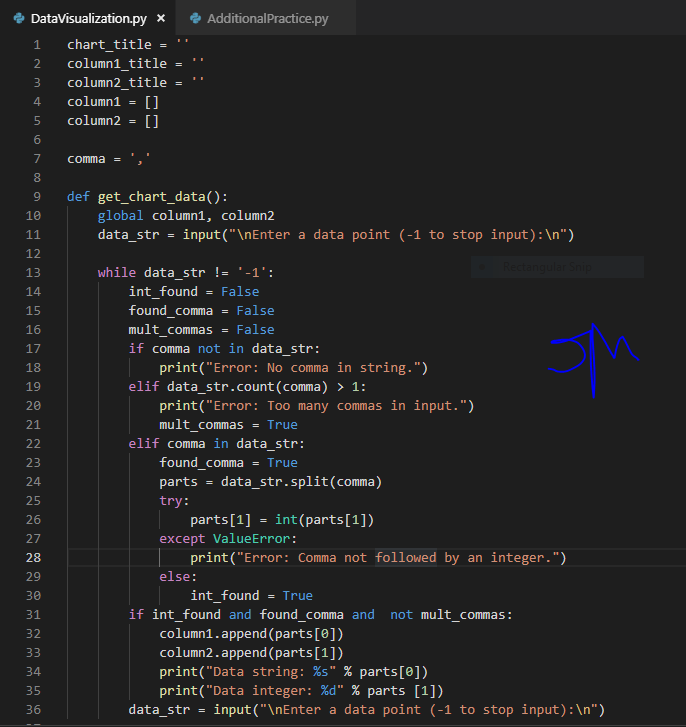 DataVisualization.py × AdditionalPractice.py
1 chart_title = ''
2 column1_title = ''
3 column2_title = ''
4 column1 = []
5 column2 = []
6
7 comma = ','
8
9 def get_chart_data():
10 global column1, column2
11 data_str = input("\nEnter a data point (-1 to stop input):\n")
12
13 while data_str != '-1':
14 int_found = False
15 found_comma = False
16 mult_commas = False
17 if comma not in data_str:
18 print("Error: No comma in string.")
19 elif data_str.count(comma) > 1:
20 print("Error: Too many commas in input.")
21 mult_commas = True
22 elif comma in data_str:
23 found_comma = True
24 parts = data_str.split(comma)
25 try:
26 parts[1] = int(parts[1])
27 except ValueError:
28 print("Error: Comma not followed by an integer.")
29 else:
30 int_found = True
31 if int_found and found_comma and  not mult_commas:
32 column1.append(parts[0])
33 column2.append(parts[1])
34 print("Data string: %s" % parts[0])
35 print("Data integer: %d" % parts [1])
36 data_str = input("\nEnter a data point (-1 to stop input):\n")
Rectangular Snip